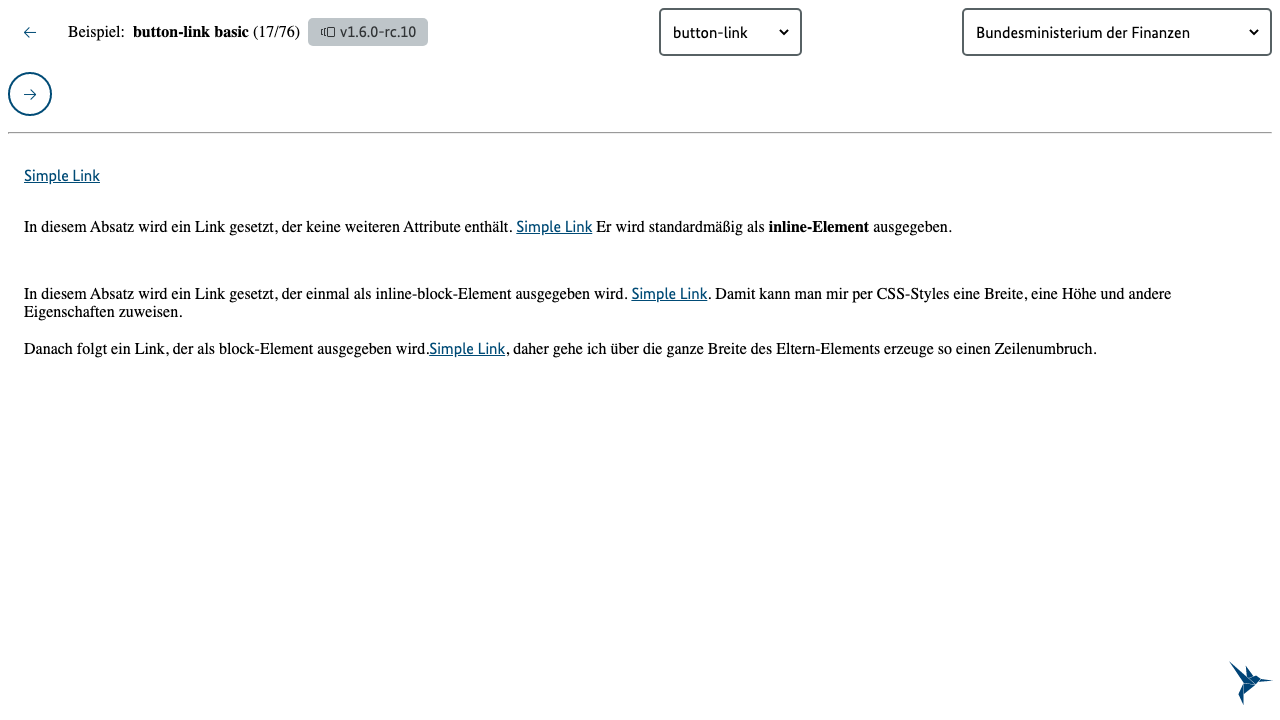 Beispiel: button-link basic (17/76) v1.6.0-rc.10 button-link Bundesministerium der Finanzen
Simple Link
In diesem Absatz wird ein Link gesetzt, der keine weiteren Attribute enthält. Simple Link Er wird standardmäßig als inline-Element ausgegeben.
In diesem Absatz wird ein Link gesetzt, der einmal als inline-block-Element ausgegeben wird. Simple Link. Damit kann man mir per CSS-Styles eine Breite, eine Höhe und andere
Eigenschaften zuweisen.
Danach folgt ein Link, der als block-Element ausgegeben wird.Simple Link, daher gehe ich über die ganze Breite des Eltern-Elements erzeuge so einen Zeilenumbruch.